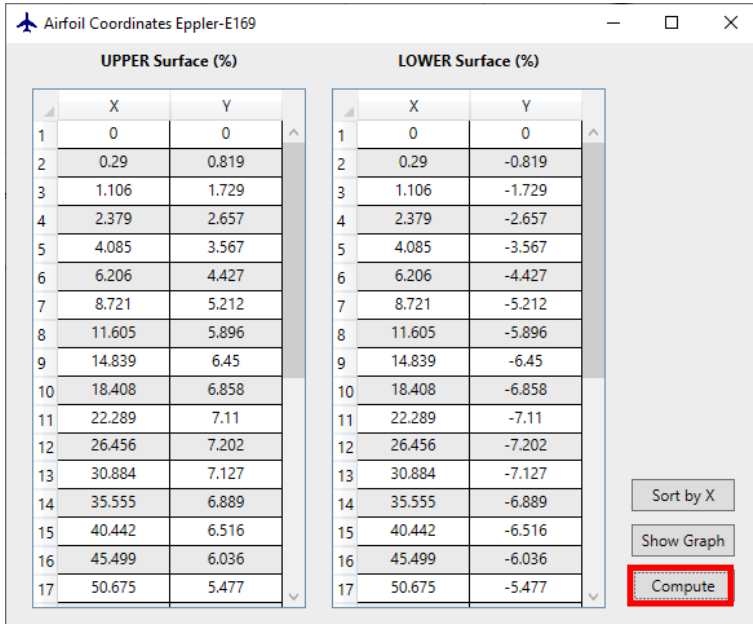 Airfoil Coordinates Eppler-E169
UPPER Surface (%) LOWER Surface (%)
X Y X Y
1 0 0 1 0 0
2 0.29 0.819 2 0.29 -0.819
3 1.106 1.729 3 1.106 -1.729
4 2.379 2.657 4 2.379 -2.657
5 4.085 3.567 5 4.085 -3.567
6 6.206 4.427 6 6.206 -4.427
7 8.721 5.212 7 8.721 -5.212
8 11.605 5.896 8 11.605 -5.896
9 14.839 6.45 9 14.839 -6.45
10 18.408 6.858 10 18.408 -6.858
11 22.289 7.11 11 22.289 -7.11
12 26.456 7.202 12 26.456 -7.202
13 30.884 7.127 13 30.884 -7.127
14 35.555 6.889 14 35.555 -6.889
15 40.442 6.516 15 40.442 -6.516
16 45.499 6.036 16 45.499 -6.036
17 50.675 5.477 17 50.675 -5.477
Sort by X
Show Graph
Compute